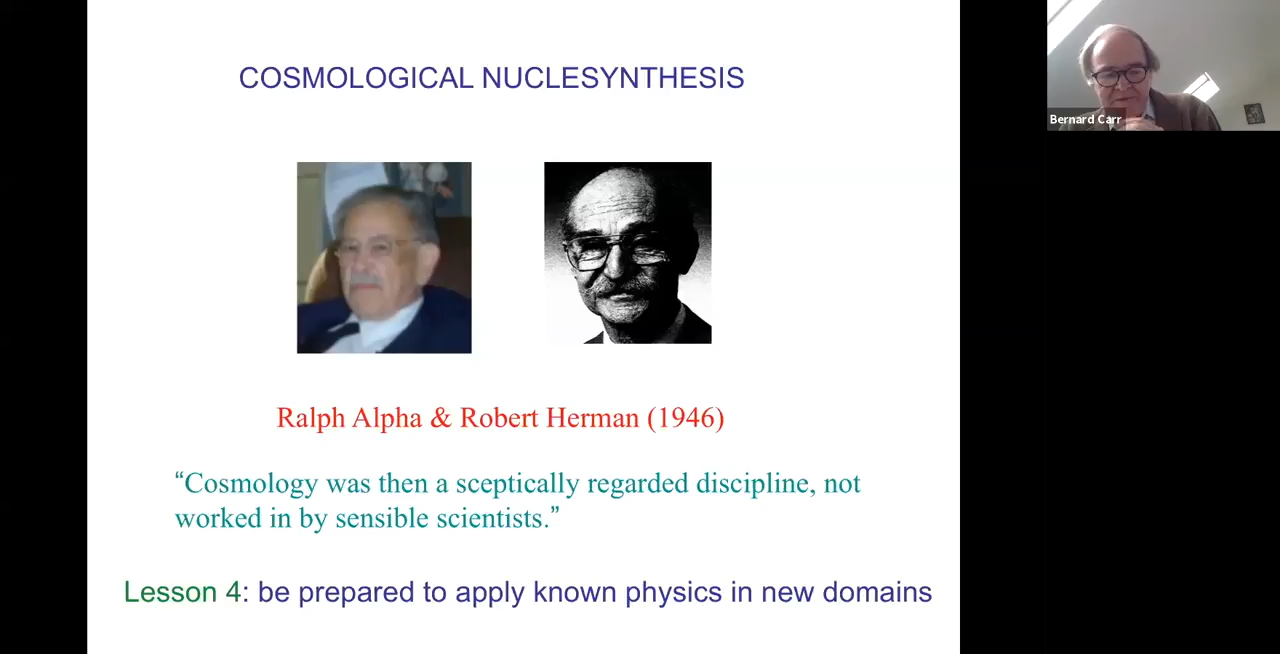 COSMOLOGICAL NUCLESYNTHESIS
Bernard Carr
Ralph Alpha & Robert Herman (1946)
“Cosmology was then a sceptically regarded discipline, not
worked in by sensible scientists.”
Lesson 4: be prepared to apply known physics in new domains